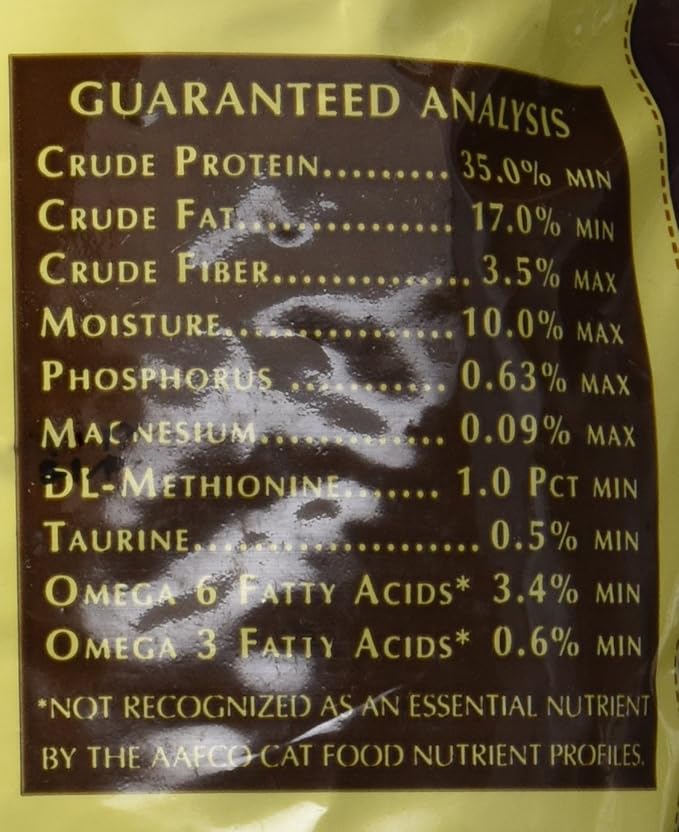 GUARANTEED ANALYSIS
CRUDE PROTEIN......... 35.0% MIN
CRUDE FAT................ 17.0% MIN
CRUDE FIBER............... 3.5% MAX
MOISTURE................. 10.0% MAX
PHOSPHORUS ............ 0.63% MAX
MAGNESIUM.............. 0.09% MAX
DL-METHIONINE....... 1.0 PCT MIN
TAURINE..................... 0.5% MIN
OMEGA 6 FATTY ACIDS* 3.4% MIN
OMEGA 3 FATTY ACIDS* 0.6% MIN
*NOT RECOGNIZED AS AN ESSENTIAL NUTRIENT
BY THE AAFCO CAT FOOD NUTRIENT PROFILES.